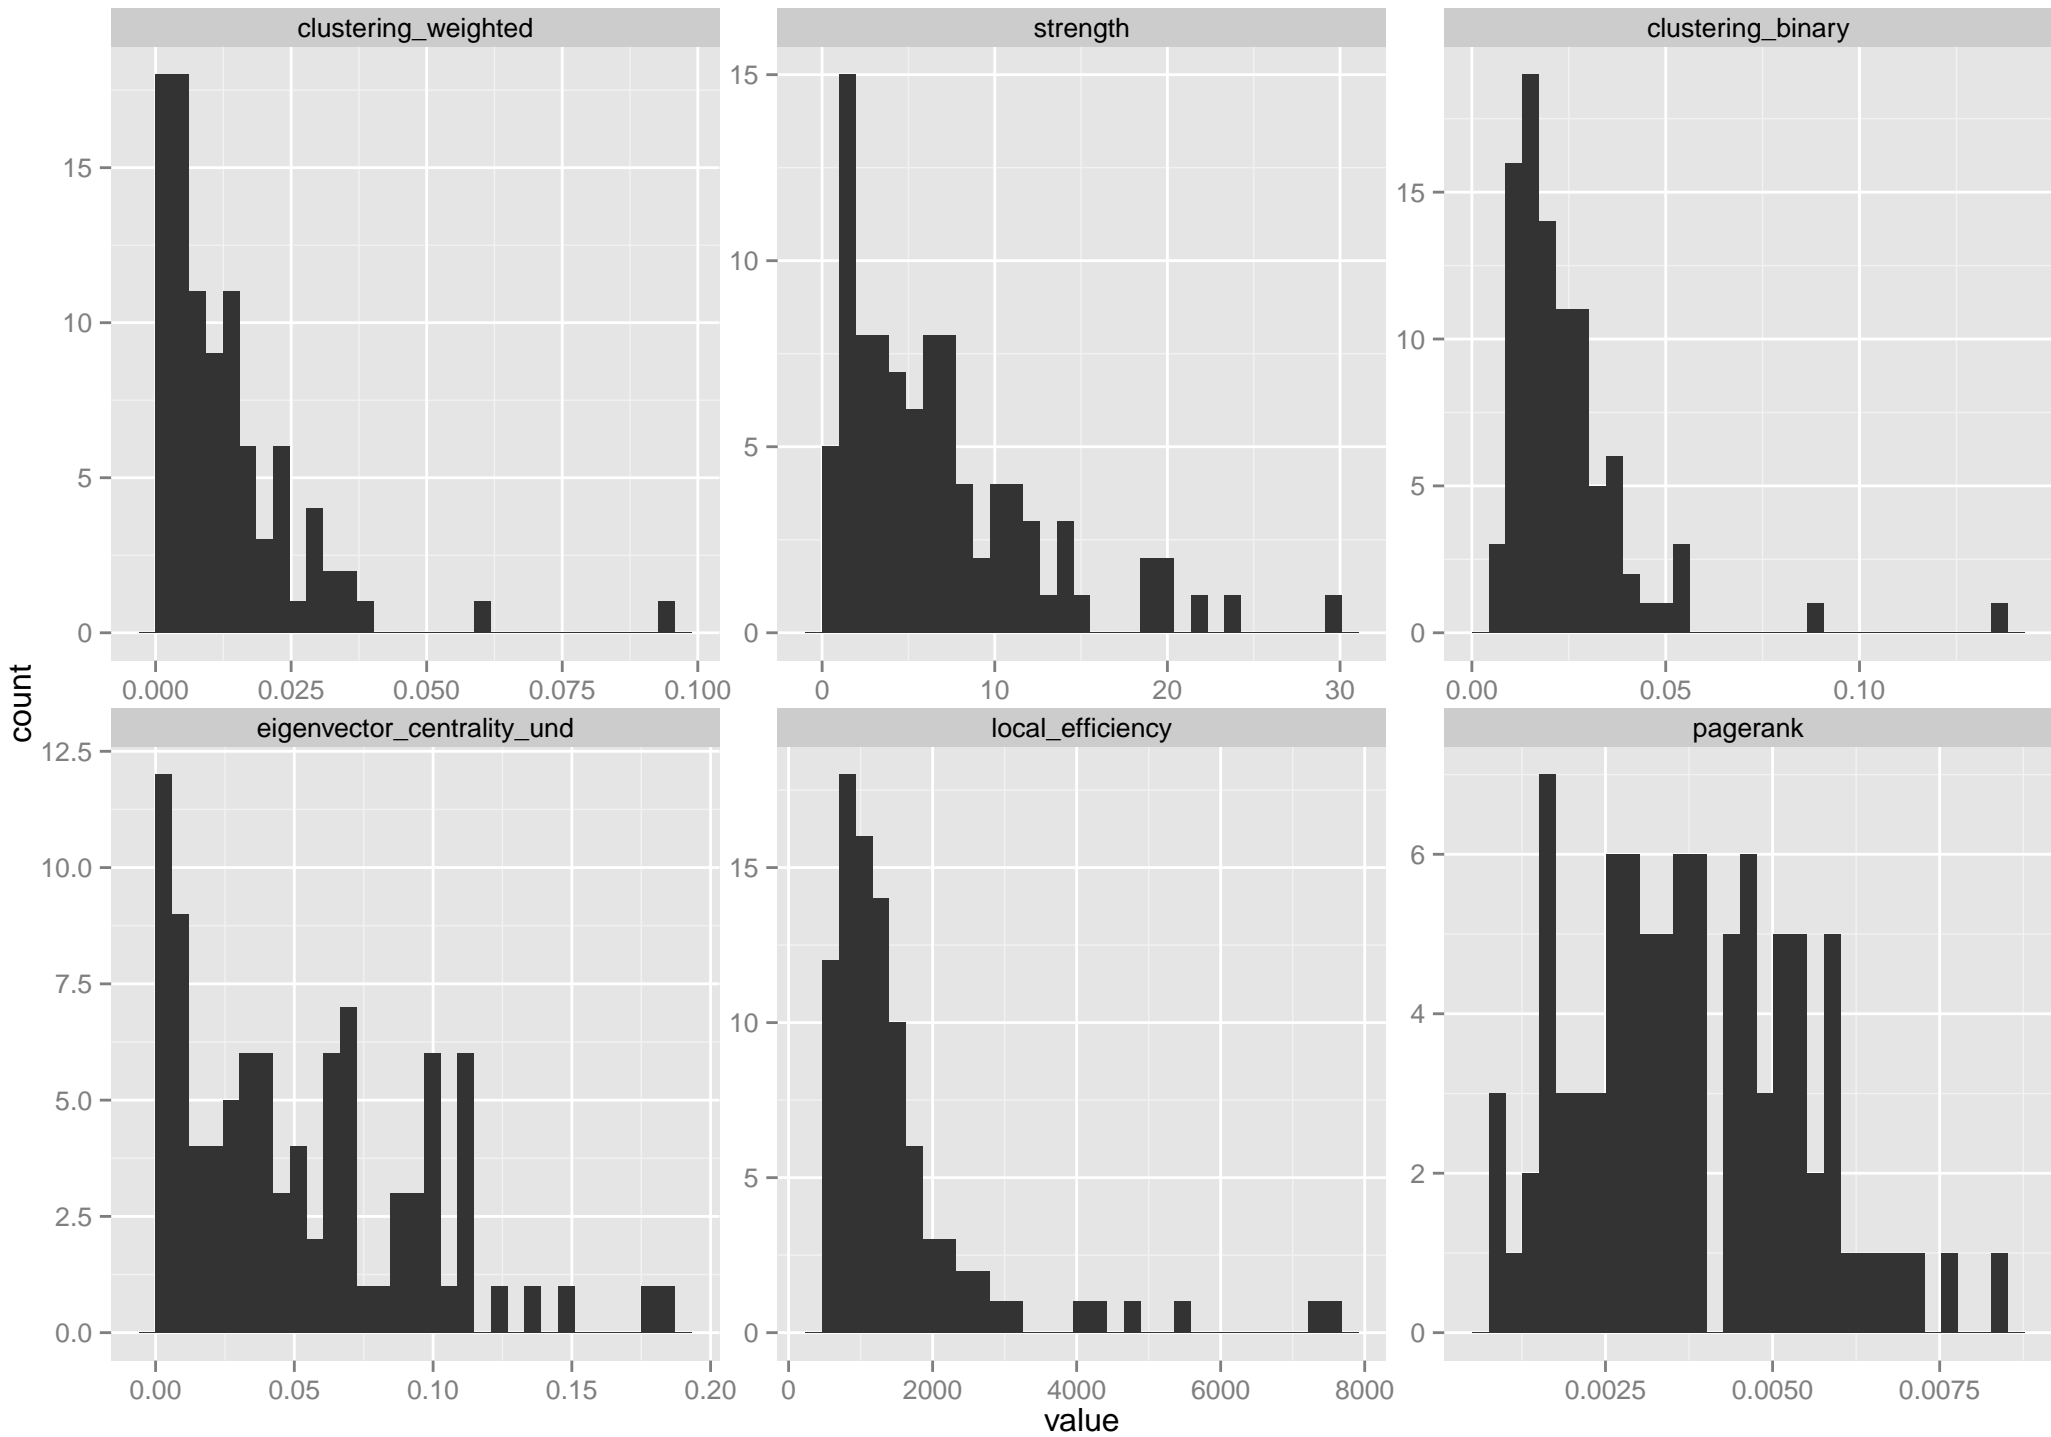 clustering_weighted
strength
clustering_binary
15
10
5
0
0.000 0.025 0.050 0.075 0.100
15
10
5
0
0 10 20 30
15
10
5
0
0.00 0.05 0.10
count
eigenvector_centrality_und
local_efficiency
pagerank
12.5
10.0
7.5
5.0
2.5
0.0
0.00 0.05 0.10 0.15 0.20
15
10
5
0
0 2000 4000 6000 8000
6
4
2
0
0.0025 0.0050 0.0075
value